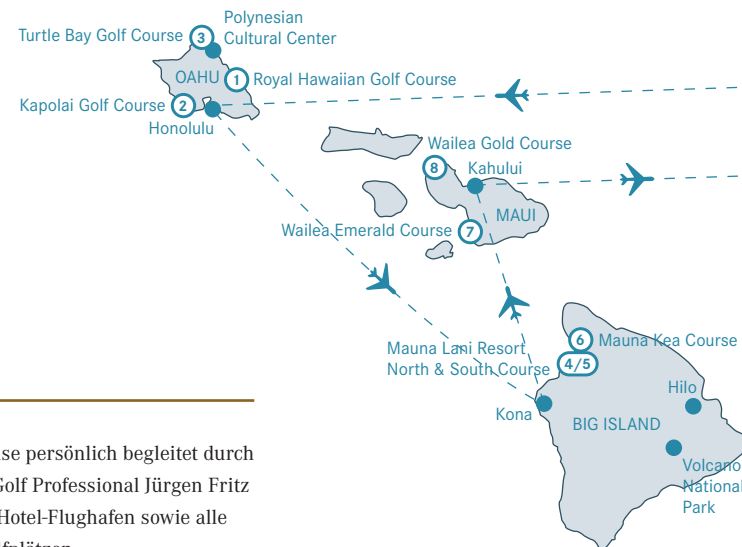 Polynesian
Cultural Center
Turtle Bay Golf Course
3
OAHU
1
Royal Hawaiian Golf Course
Kapolai Golf Course
2
Honolulu
Wailea Gold Course
8
Kahului
MAUI
Wailea Emerald Course
7
6
Mauna Kea Course
Mauna Lani Resort
North & South Course
4/5
Hilo
Kona
BIG ISLAND
Volcano
National
Park
se persönlich begleitet durch
Golf Professional Jürgen Fritz
Hotel-Flughafen sowie alle